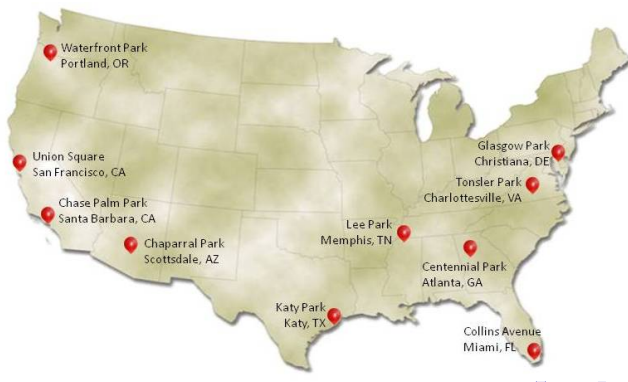 Waterfront Park
Portland, OR
Union Square
San Francisco, CA
Chase Palm Park
Santa Barbara, CA
Chaparral Park
Scottsdale, AZ
Katy Park
Katy, TX
Lee Park
Memphis, TN
Glasgow Park
Christiana, DE
Tonsler Park
Charlottesville, VA
Centennial Park
Atlanta, GA
Collins Avenue
Miami, FL